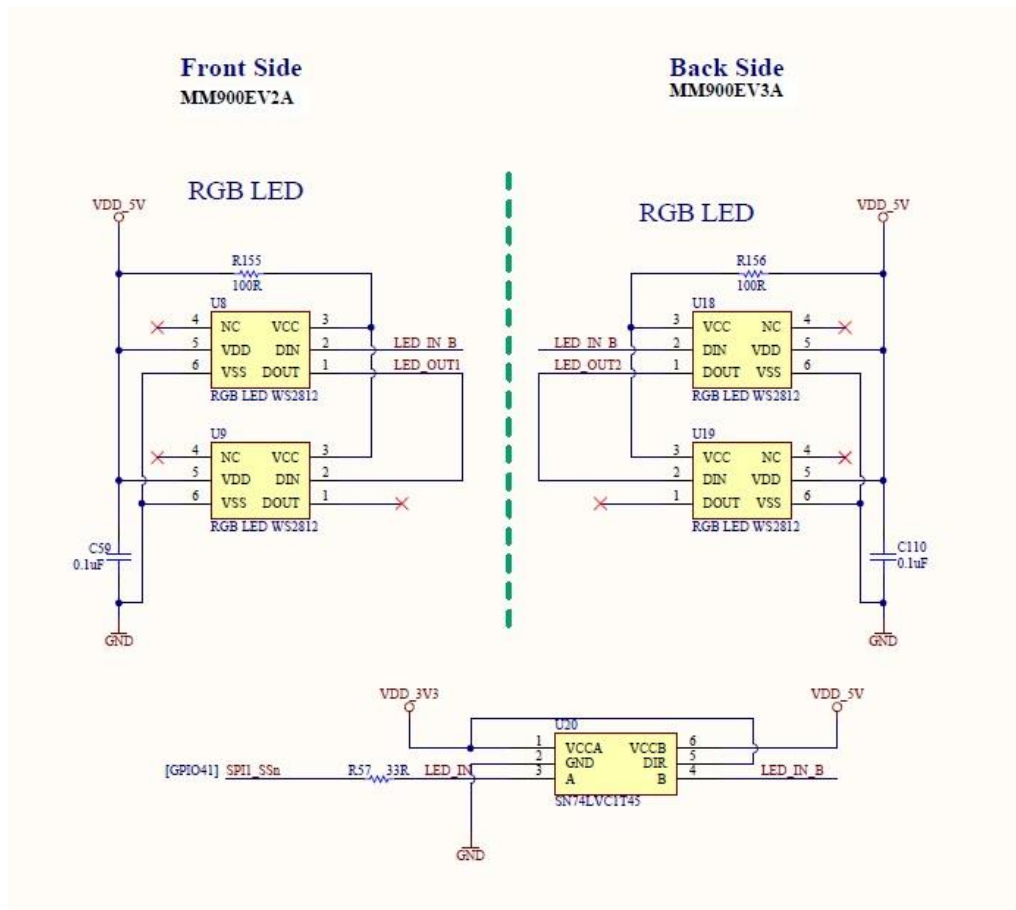 Front Side
MM900EV2A
Back Side
MM900EV3A
RGB LED
RGB LED
VDD_5V
VDD_5V
R155
100R
R156
100R
U8
4 NC VCC 3
5 VDD DIN 2 LED_IN_B
6 VSS DOUT 1 LED_OUT1
RGB LED WS2812
U9
4 NC VCC 3
5 VDD DIN 2
6 VSS DOUT 1
RGB LED WS2812
C59
0.1uF
GND
U18
3 VCC NC 4
LED_IN_B 2 DIN VDD 5
LED_OUT2 1 DOUT VSS 6
RGB LED WS2812
U19
3 VCC NC 4
2 DIN VDD 5
1 DOUT VSS 6
RGB LED WS2812
C110
0.1uF
GND
VDD_3V3
VDD_5V
U20
1 VCCA VCCB 6
2 GND DIR 5
[GPIO41] SPI1_SSn R57 33R LED_IN 3 A B 4 LED_IN_B
SN74LVC1T45
GND